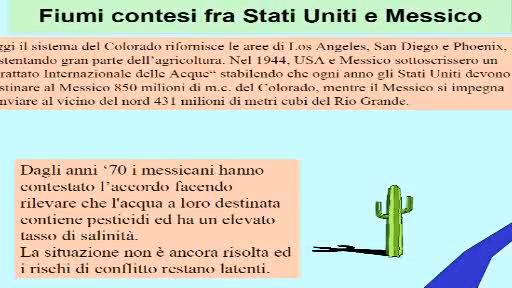 Fiumi contesi fra Stati Uniti e Messico
ggi il sistema del Colorado rifornisce le aree di Los Angeles, San Diego e Phoenix,
stentando gran parte dell'agricoltura. Nel 1944, USA e Messico sottoscrissero un
rattato Internazionale delle Acque“ stabilendo che ogni anno gli Stati Uniti devono
stinare al Messico 850 milioni di m.c. del Colorado, mentre il Messico si impegna
nviare al vicino del nord 431 milioni di metri cubi del Rio Grande.
Dagli anni ‘70 i messicani hanno
contestato l’accordo facendo
rilevare che l'acqua a loro destinata
contiene pesticidi ed ha un elevato
tasso di salinità.
La situazione non è ancora risolta ed
i rischi di conflitto restano latenti.